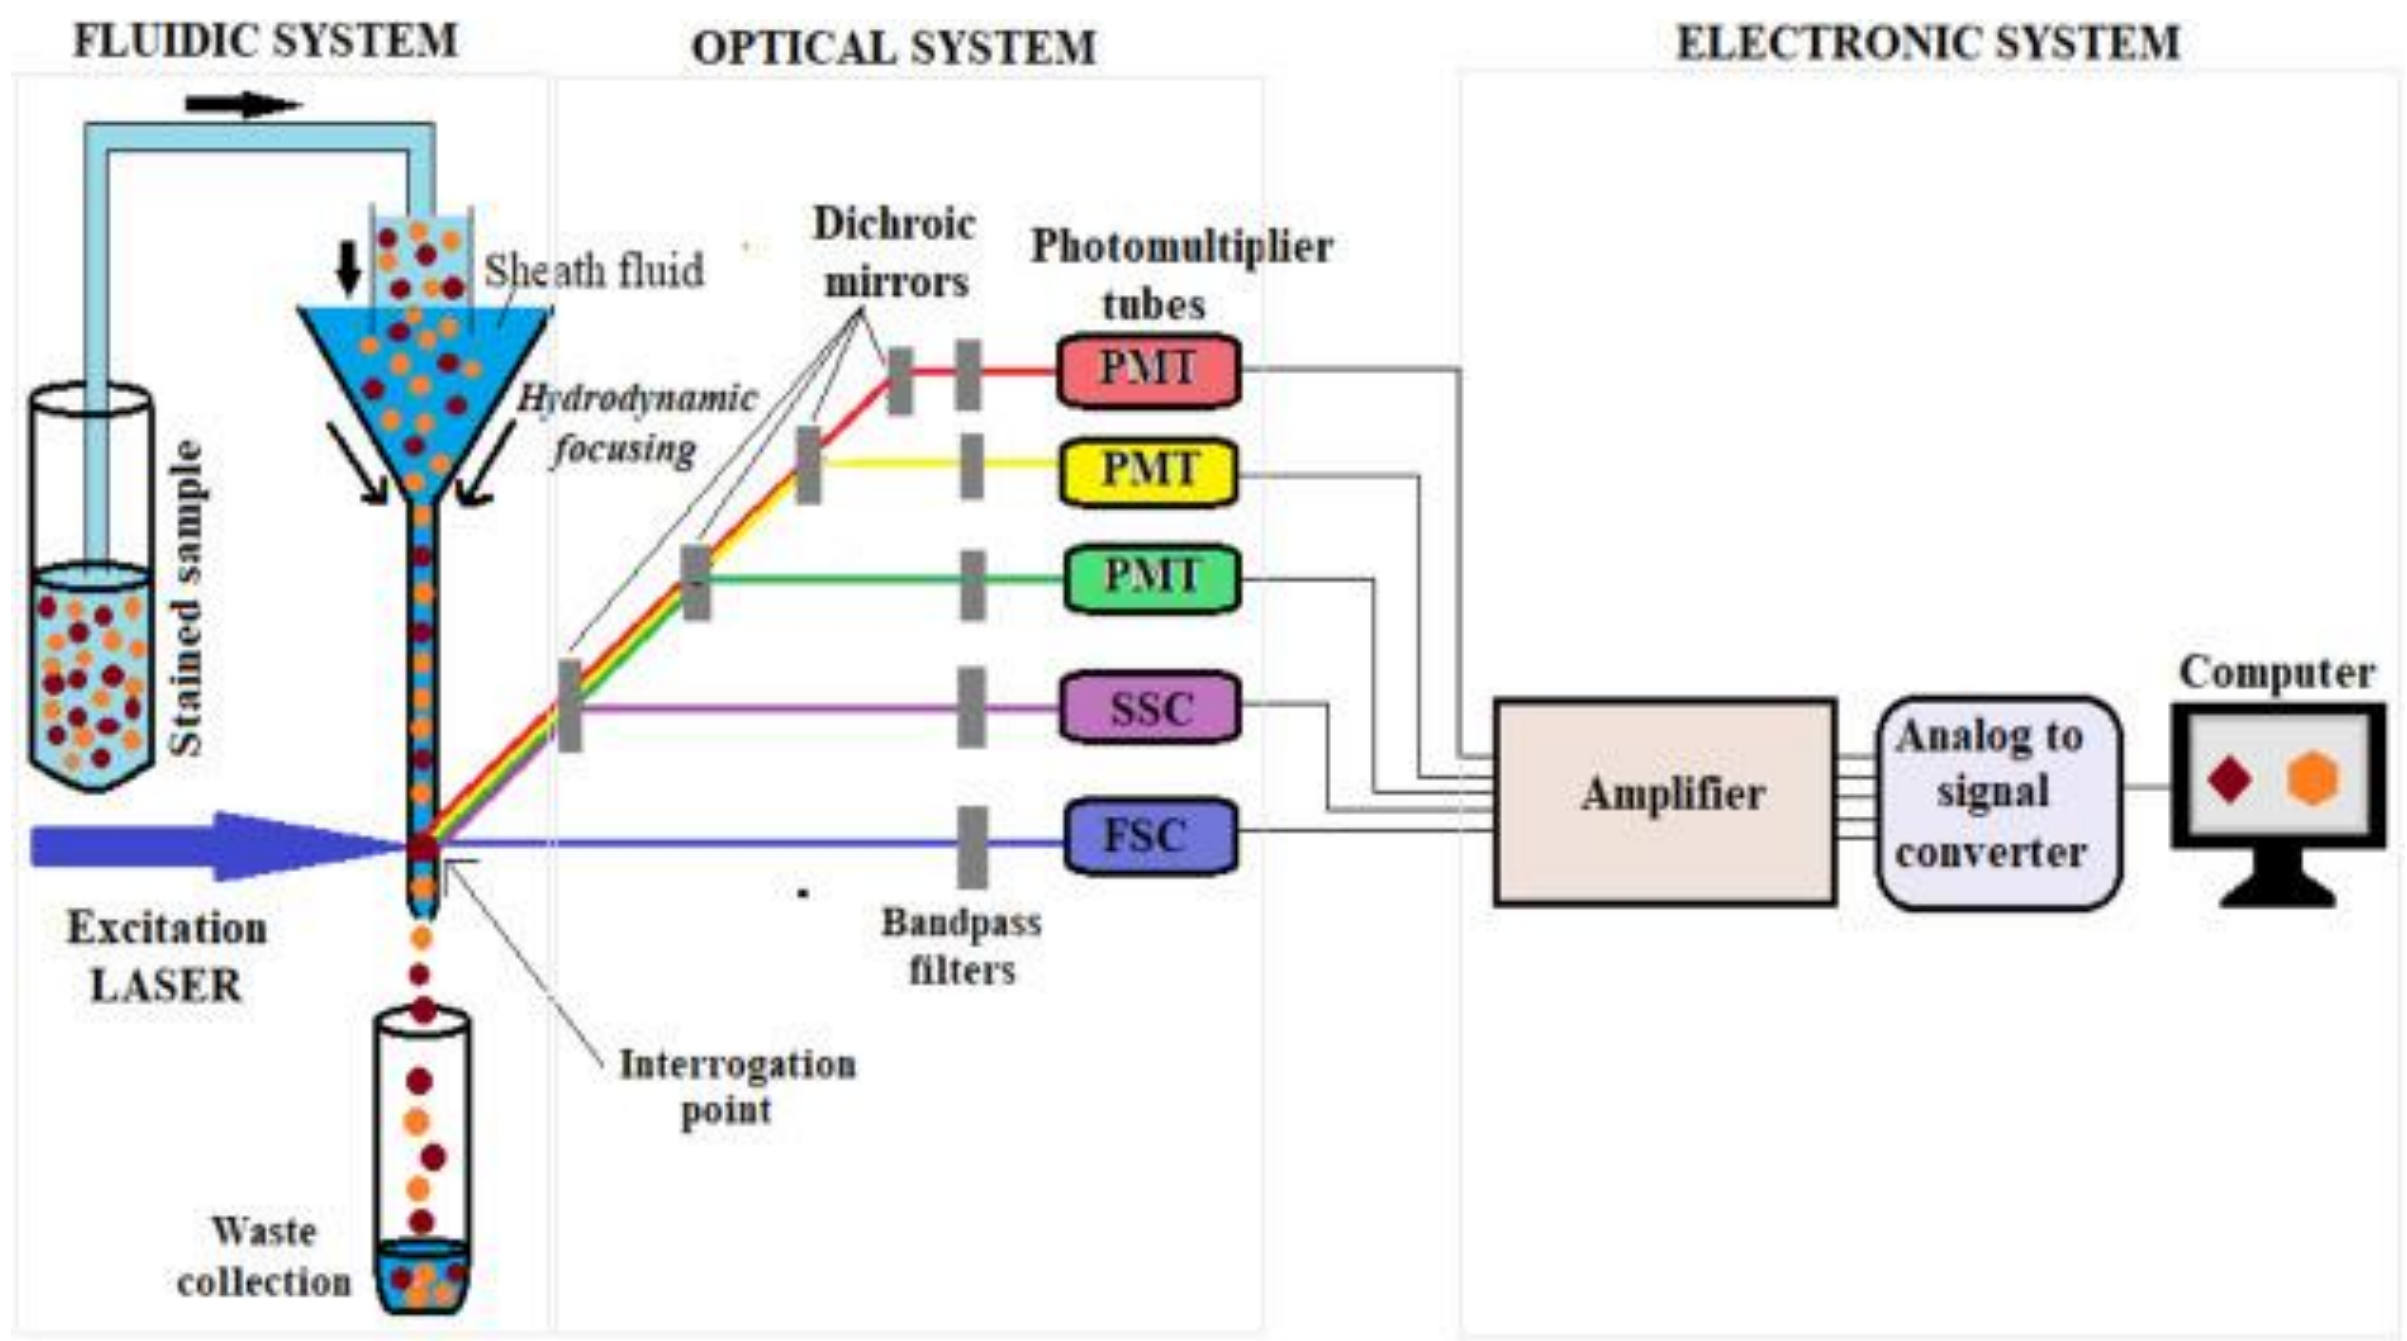 FLUIDIC SYSTEM
OPTICAL SYSTEM
ELECTRONIC SYSTEM
Sheath fluid
Hydrodynamic
focusing
Stained sample
Dichroic
mirrors
Photomultiplier
tubes
PMT
PMT
PMT
SSC
FSC
Bandpass
filters
Excitation
LASER
Interrogation
point
Waste
collection
Amplifier
Analog to
signal
converter
Computer